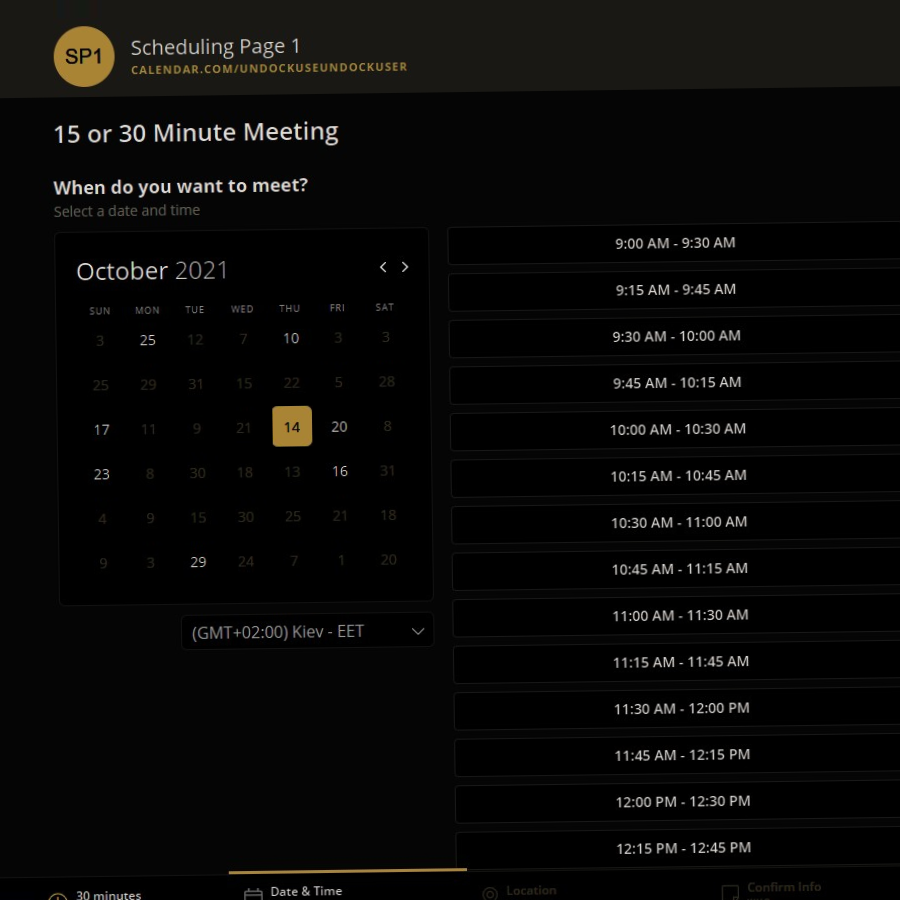 SP1
Scheduling Page 1
CALENDAR.COM/UNDOCKUSEUNDOCKUSER
15 or 30 Minute Meeting
When do you want to meet?
Select a date and time
October 2021
SUN MON TUE WED THU FRI SAT
3 25 12 7 10 3 3
25 29 31 15 22 5 28
17 11 9 21 14 20 8
23 8 30 18 13 16 31
4 9 15 30 25 21 18
9 3 29 24 7 1 20
(GMT+02:00) Kiev - EET
9:00 AM - 9:30 AM
9:15 AM - 9:45 AM
9:30 AM - 10:00 AM
9:45 AM - 10:15 AM
10:00 AM - 10:30 AM
10:15 AM - 10:45 AM
10:30 AM - 11:00 AM
10:45 AM - 11:15 AM
11:00 AM - 11:30 AM
11:15 AM - 11:45 AM
11:30 AM - 12:00 PM
11:45 AM - 12:15 PM
12:00 PM - 12:30 PM
12:15 PM - 12:45 PM
30 minutes
Date & Time
Location
Confirm Info